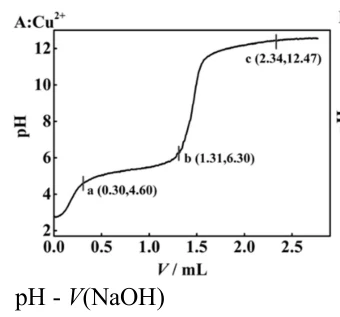 A:Cu2+
12
10
8
6
4
2
pH
c (2.34,12.47)
b (1.31,6.30)
a (0.30,4.60)
0.0 0.5 1.0 1.5 2.0 2.5
V / mL
pH - V(NaOH)